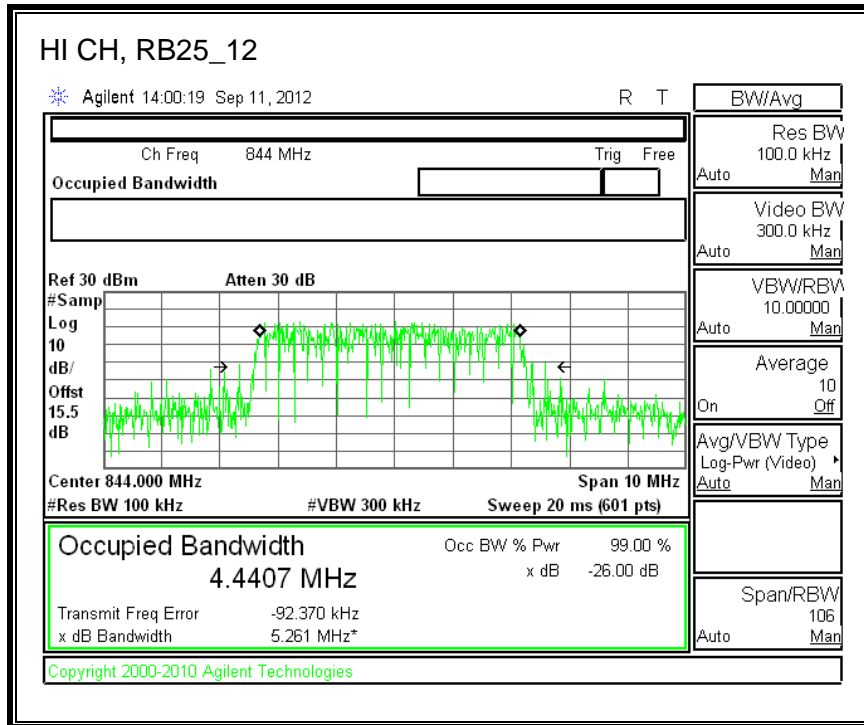 HI CH, RB25_12
Agilent 14:00:19 Sep 11, 2012 R T
Ch Freq 844 MHz Trig Free
Occupied Bandwidth
Ref 30 dBm Atten 30 dB
#Samp
Log
10
dB/
Offst
15.5
dB
Center 844.000 MHz Span 10 MHz
#Res BW 100 kHz #VBW 300 kHz Sweep 20 ms (601 pts)
Occupied Bandwidth Occ BW % Pwr 99.00 %
4.4407 MHz x dB -26.00 dB
Transmit Freq Error -92.370 kHz
x dB Bandwidth 5.261 MHz*
Copyright 2000-2010 Agilent Technologies
BW/Avg
Res BW
100.0 kHz
Auto Man
Video BW
300.0 kHz
Auto Man
VBW/RBW
10.00000
Auto Man
Average
10
On Off
Avg/VBW Type
Log-Pwr (Video)
Auto Man
Span/RBW
106
Auto Man